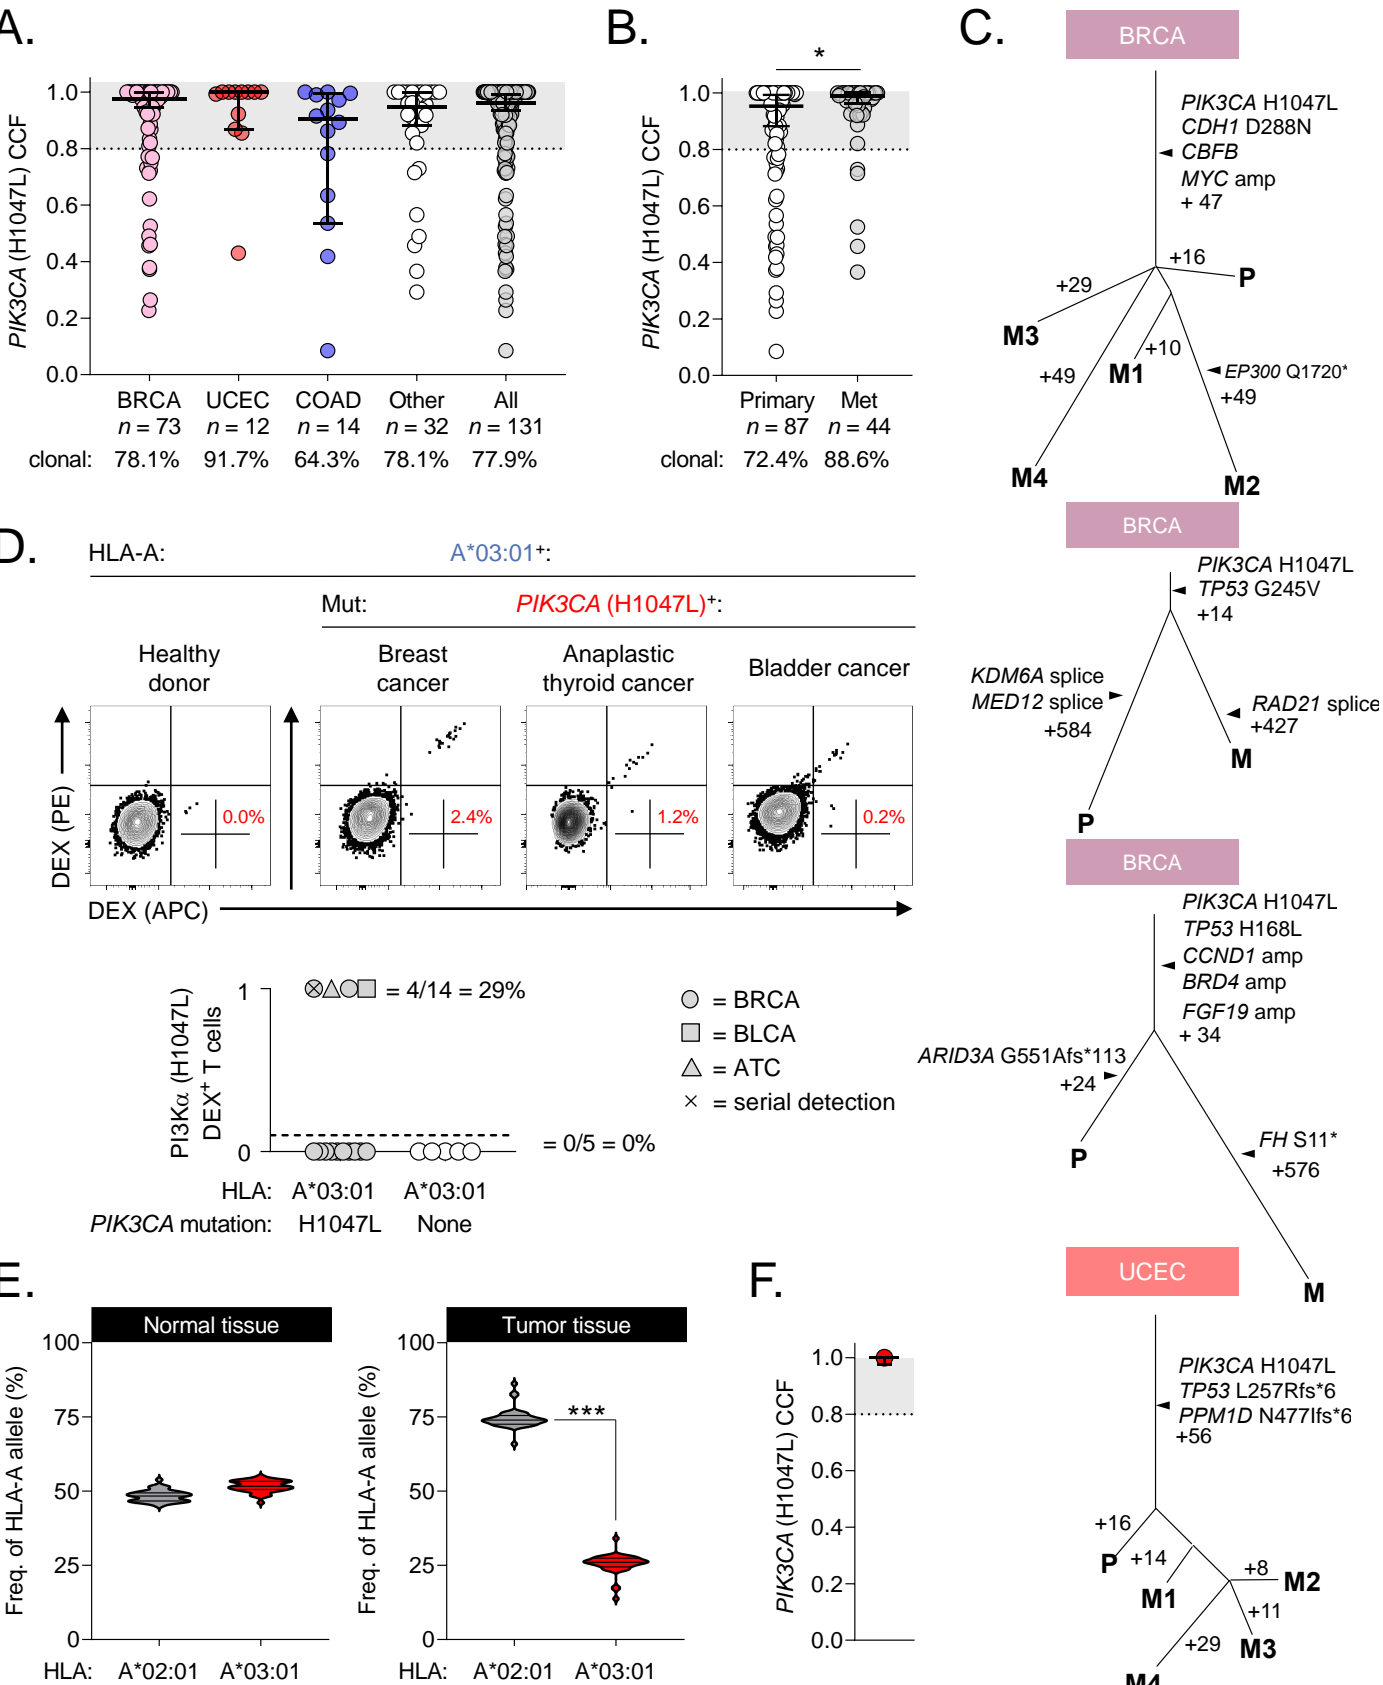 A.
1.0
0.8
0.6
0.4
0.2
0.0
PIK3CA (H1047L) CCF
BRCA UCEC COAD Other All
n = 73 n = 12 n = 14 n = 32 n = 131
clonal: 78.1% 91.7% 64.3% 78.1% 77.9%
B.
*
1.0
0.8
0.6
0.4
0.2
0.0
PIK3CA (H1047L) CCF
Primary Met
n = 87 n = 44
clonal: 72.4% 88.6%
C.
BRCA
PIK3CA H1047L
CDH1 D288N
CBFB
MYC amp
+ 47
+16
P
+29
M3
+10
M1
+49
M4
EP300 Q1720*
+49
M2
BRCA
PIK3CA H1047L
TP53 G245V
+14
KDM6A splice
MED12 splice
+584
RAD21 splice
+427
M
P
BRCA
PIK3CA H1047L
TP53 H168L
CCND1 amp
BRD4 amp
FGF19 amp
+ 34
ARID3A G551Afs*113
+24
P
FH S11*
+576
M
UCEC
PIK3CA H1047L
TP53 L257Rfs*6
PPM1D N477Ifs*6
+56
+16
P
+14
M1
+8
M2
+11
M3
+29
M4
D.
HLA-A: A*03:01+:
Mut: PIK3CA (H1047L)+:
Healthy
donor
Breast
cancer
Anaplastic
thyroid cancer
Bladder cancer
0.0%
2.4%
1.2%
0.2%
DEX (PE)
DEX (APC)
PI3Kα (H1047L)
DEX+ T cells
1
0
= 4/14 = 29%
= 0/5 = 0%
= BRCA
= BLCA
= ATC
= serial detection
HLA: A*03:01 A*03:01
PIK3CA mutation: H1047L None
E.
Normal tissue
100
75
50
25
0
Freq. of HLA-A allele (%)
HLA: A*02:01 A*03:01
Tumor tissue
100
75
50
25
0
Freq. of HLA-A allele (%)
***
HLA: A*02:01 A*03:01
F.
1.0
0.8
0.6
0.4
0.2
0.0
PIK3CA (H1047L) CCF